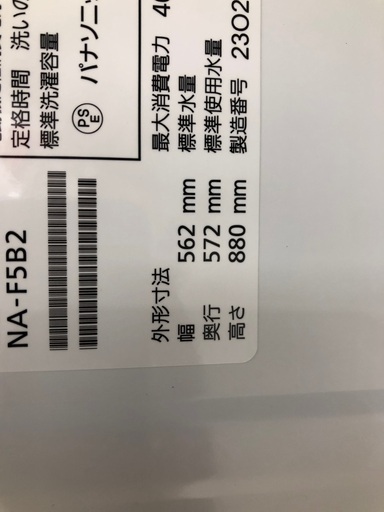 定格時間 洗い
標準洗濯容量
PSE パナソニッ
最大消費電力
標準水量
標準使用水量
製造番号 2302
NA-F5B2
外形寸法
幅 562 mm
奥行 572 mm
高さ 880 mm